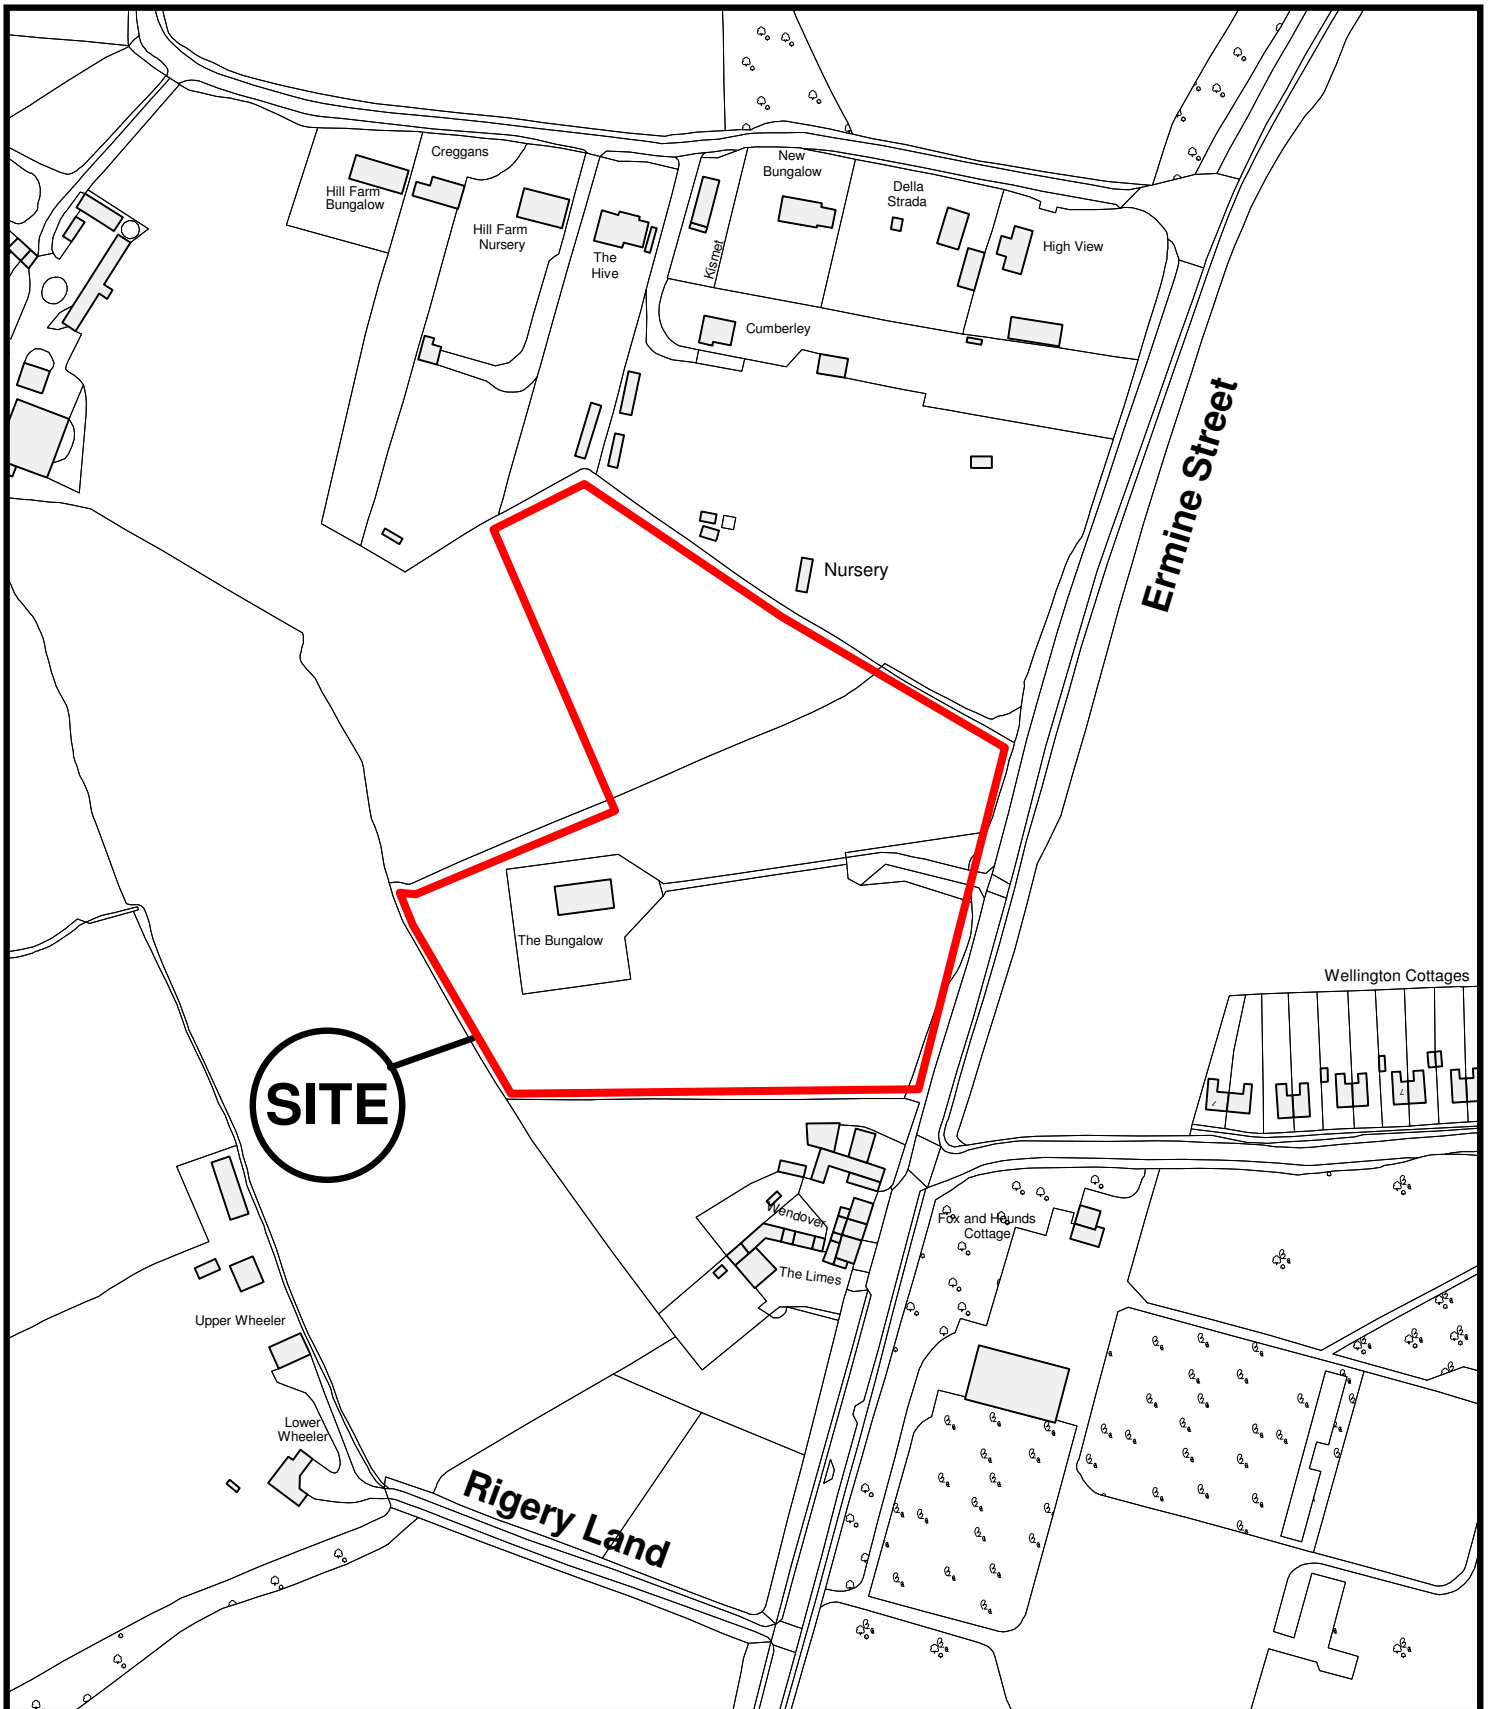 Creggans
New
Bungalow
Hill Farm
Bungalow
Della
Strada
Hill Farm
Nursery
High View
The
Hive
Kismet
Cumberley
Ermine Street
Nursery
The Bungalow
Wellington Cottages
SITE
Wendover
Fox and Hounds
Cottage
The Limes
Upper Wheeler
Lower
Wheeler
Rigery Land